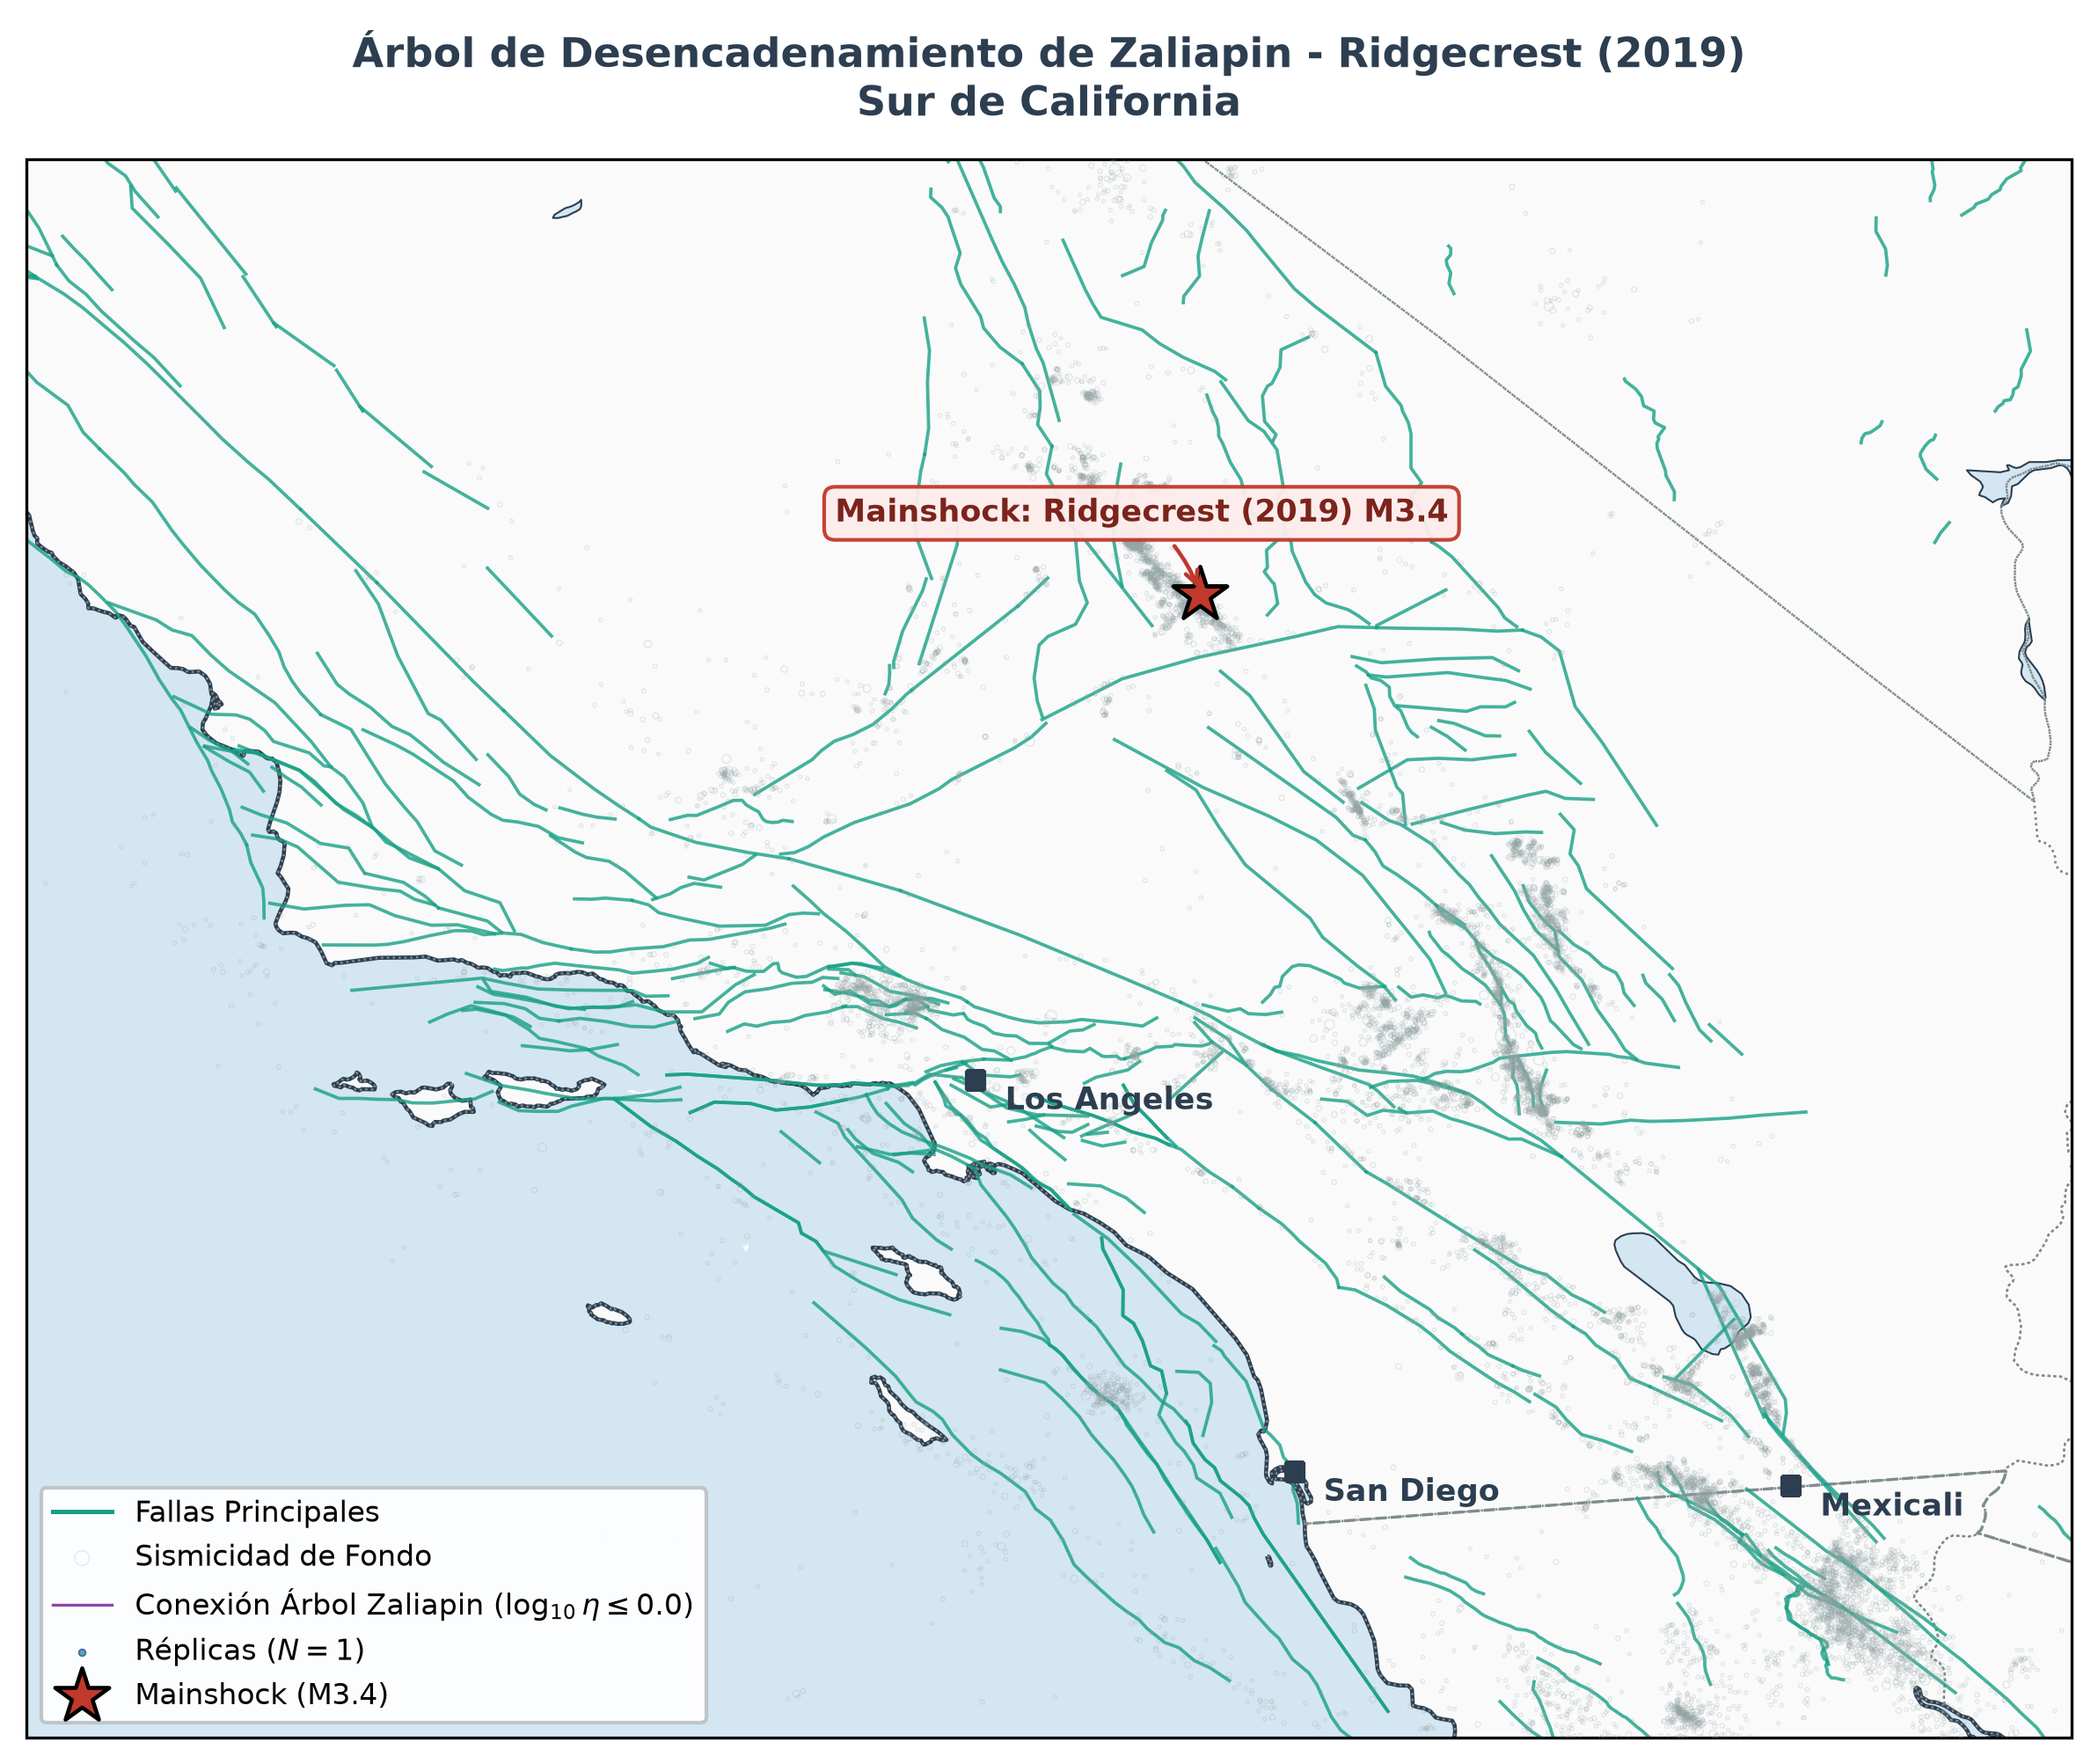 Árbol de Desencadenamiento de Zaliapin - Ridgecrest (2019)
Sur de California
Mainshock: Ridgecrest (2019) M3.4
Los Angeles
San Diego
Mexicali
Fallas Principales
Sismicidad de Fondo
Conexión Árbol Zaliapin (log₁₀ η ≤ 0.0)
Réplicas (N = 1)
Mainshock (M3.4)